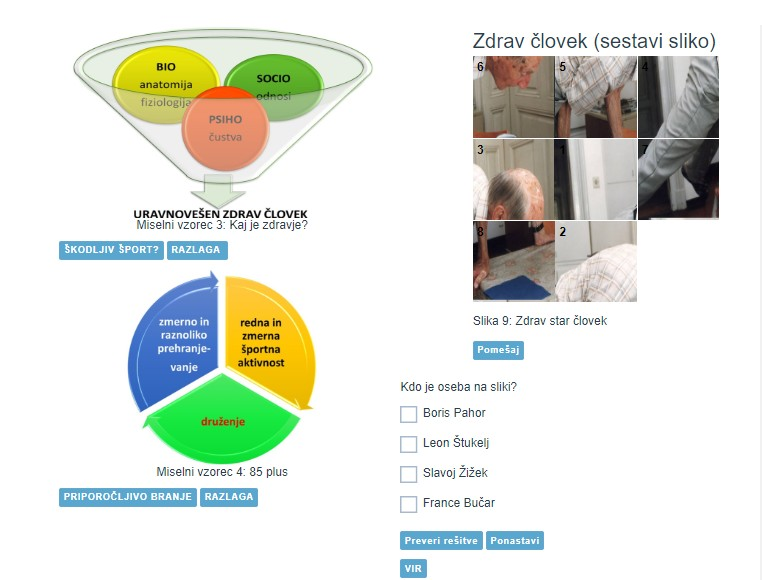 BIO
anatomija
fiziologija
SOCIO
odnosi
PSIHO
čustva
URAVNOVEŠEN ZDRAV ČLOVEK
Miselni vzorec 3: Kaj je zdravje?
ŠKODLJIV ŠPORT?
RAZLAGA
zmerno in
raznoliko
prehranje-
vanje
redna in
zmerna
športna
aktivnost
druženje
Miselni vzorec 4: 85 plus
PRIPOROČLJIVO BRANJE
RAZLAGA
Zdrav človek (sestavi sliko)
6
5
4
3
1
7
8
2
Slika 9: Zdrav star človek
Pomešaj
Kdo je oseba na sliki?
Boris Pahor
Leon Štukelj
Slavoj Žižek
France Bučar
Preveri rešitve
Ponastavi
VIR